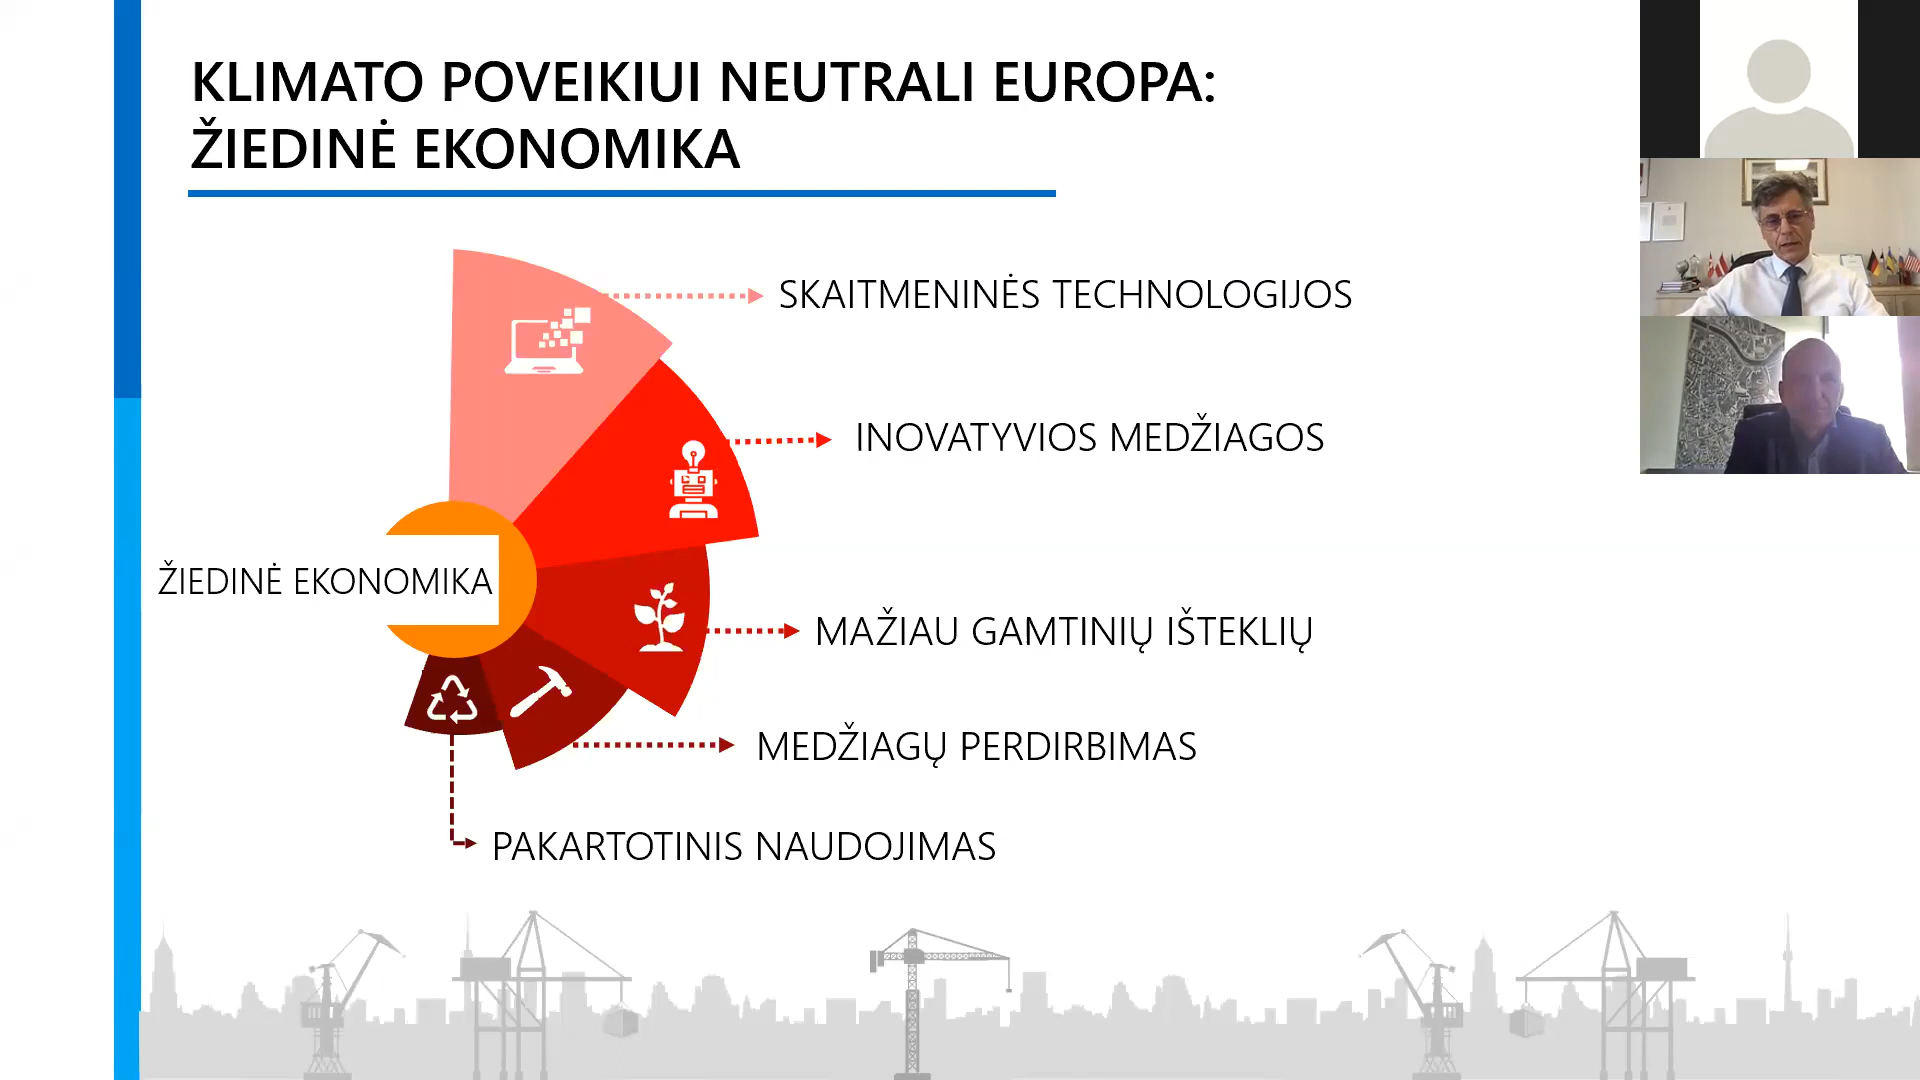 KLIMATO POVEIKIUI NEUTRALI EUROPA:
ŽIEDINĖ EKONOMIKA
SKAITMENINĖS TECHNOLOGIJOS
INOVATYVIOS MEDŽIAGOS
ŽIEDINĖ EKONOMIKA
MAŽIAU GAMTINIŲ IŠTEKLIŲ
MEDŽIAGŲ PERDIRBIMAS
PAKARTOTINIS NAUDOJIMAS